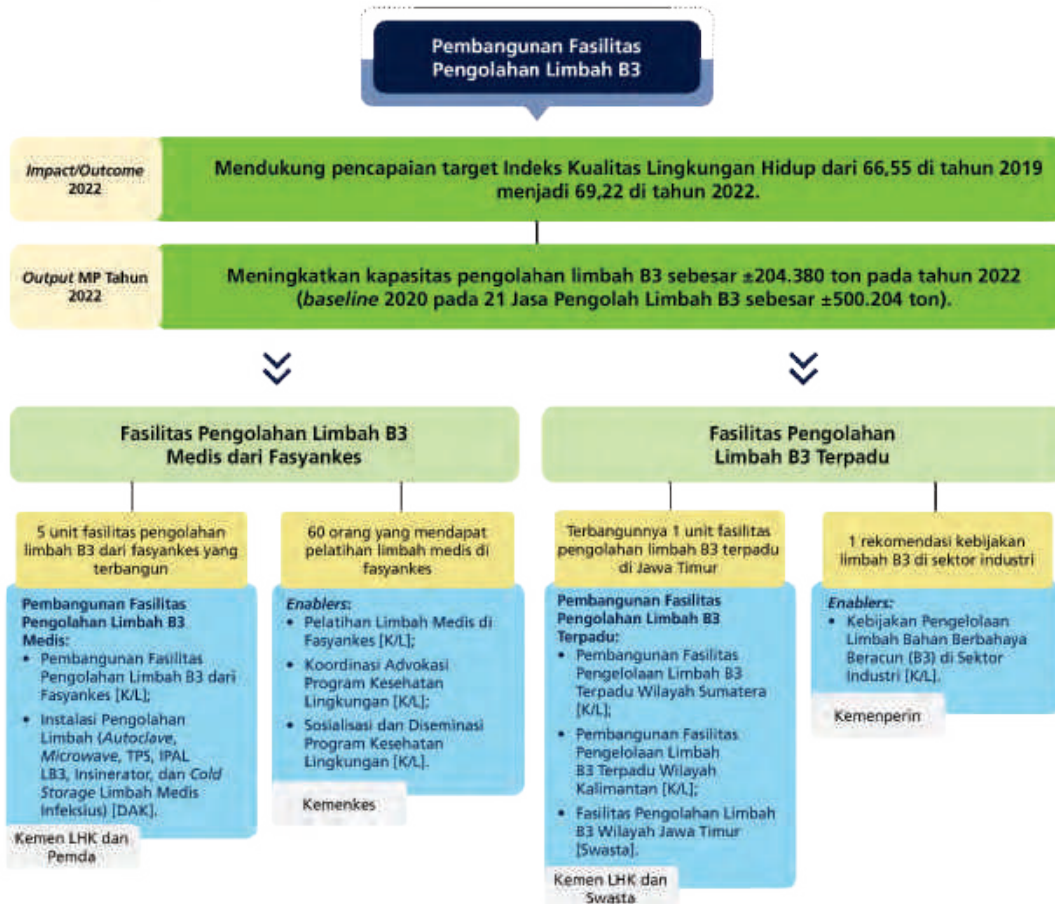 Pembangunan Fasilitas
Pengolahan Limbah B3
Impact/Outcome
2022
Mendukung pencapaian target Indeks Kualitas Lingkungan Hidup dari 66,55 di tahun 2019
menjadi 69,22 di tahun 2022.
Output MP Tahun
2022
Meningkatkan kapasitas pengolahan limbah B3 sebesar ±204.380 ton pada tahun 2022
(baseline 2020 pada 21 Jasa Pengolah Limbah B3 sebesar ±500.204 ton).
Fasilitas Pengolahan Limbah B3
Medis dari Fasyankes
5 unit fasilitas pengolahan
limbah B3 dari fasyankes yang
terbangun
Pembangunan Fasilitas
Pengolahan Limbah B3
Medis:
• Pembangunan Fasilitas
Pengolahan Limbah B3 dari
Fasyankes [K/L];
• Instalasi Pengolahan
Limbah (Autoclave,
Microwave, TPS, IPAL
LB3, Insinerator, dan Cold
Storage Limbah Medis
Infeksius) [DAK].
Kemen LHK dan
Pemda
60 orang yang mendapat
pelatihan limbah medis di
fasyankes
Enablers:
• Pelatihan Limbah Medis di
Fasyankes [K/L];
• Koordinasi Advokasi
Program Kesehatan
Lingkungan [K/L];
• Sosialisasi dan Diseminasi
Program Kesehatan
Lingkungan [K/L].
Kemenkes
Fasilitas Pengolahan
Limbah B3 Terpadu
Terbangunnya 1 unit fasilitas
pengolahan limbah B3 terpadu
di Jawa Timur
Pembangunan Fasilitas
Pengolahan Limbah B3
Terpadu:
• Pembangunan Fasilitas
Pengelolaan Limbah B3
Terpadu Wilayah Sumatera
[K/L];
• Pembangunan Fasilitas
Pengelolaan Limbah
B3 Terpadu Wilayah
Kalimantan [K/L];
• Fasilitas Pengolahan Limbah
B3 Wilayah Jawa Timur
[Swasta].
Kemen LHK dan
Swasta
1 rekomendasi kebijakan
limbah B3 di sektor industri
Enablers:
• Kebijakan Pengelolaan
Limbah Bahan Berbahaya
Beracun (B3) di Sektor
Industri [K/L].
Kemenperin